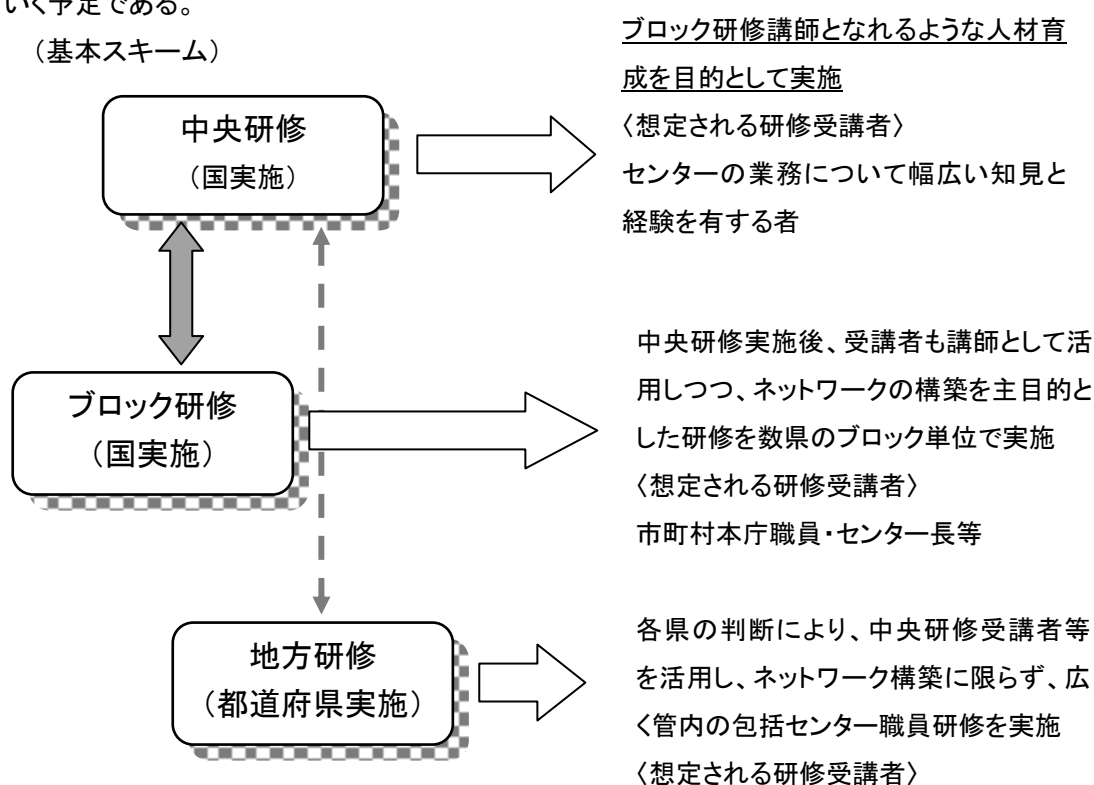 いく予定である。
（基本スキーム）
中央研修
（国実施）
ブロック研修講師となれるような人材育
成を目的として実施
〈想定される研修受講者〉
センターの業務について幅広い知見と
経験を有する者
ブロック研修
（国実施）
中央研修実施後、受講者も講師として活
用しつつ、ネットワークの構築を主目的と
した研修を数県のブロック単位で実施
〈想定される研修受講者〉
市町村本庁職員・センター長等
地方研修
（都道府県実施）
各県の判断により、中央研修受講者等
を活用し、ネットワーク構築に限らず、広
く管内の包括センター職員研修を実施
〈想定される研修受講者〉